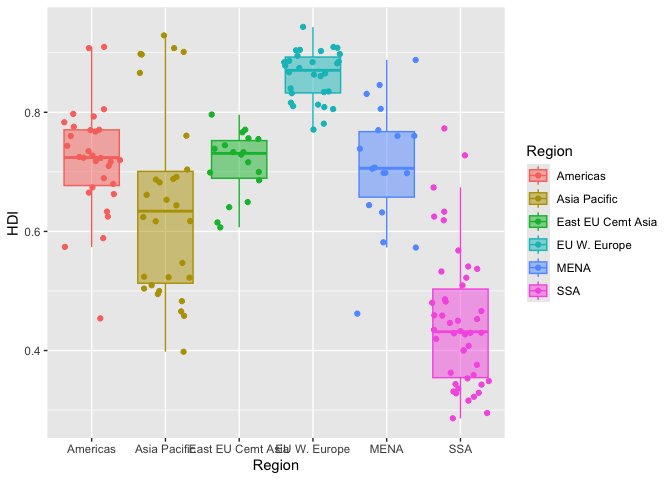 HDI
0.8
0.6
0.4
Americas
Asia Pacific
East EU Cemt Asia
EU W. Europe
MENA
SSA
Region
Region
Americas
Asia Pacific
East EU Cemt Asia
EU W. Europe
MENA
SSA